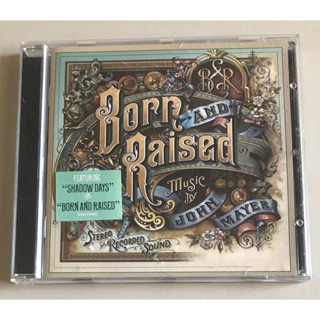 B & R
Born
AND
Raised
Music
BY
JOHN
MAYER
STEREO RECORDED SOUND
FEATURING
"SHADOW DAYS"
"BORN AND RAISED"